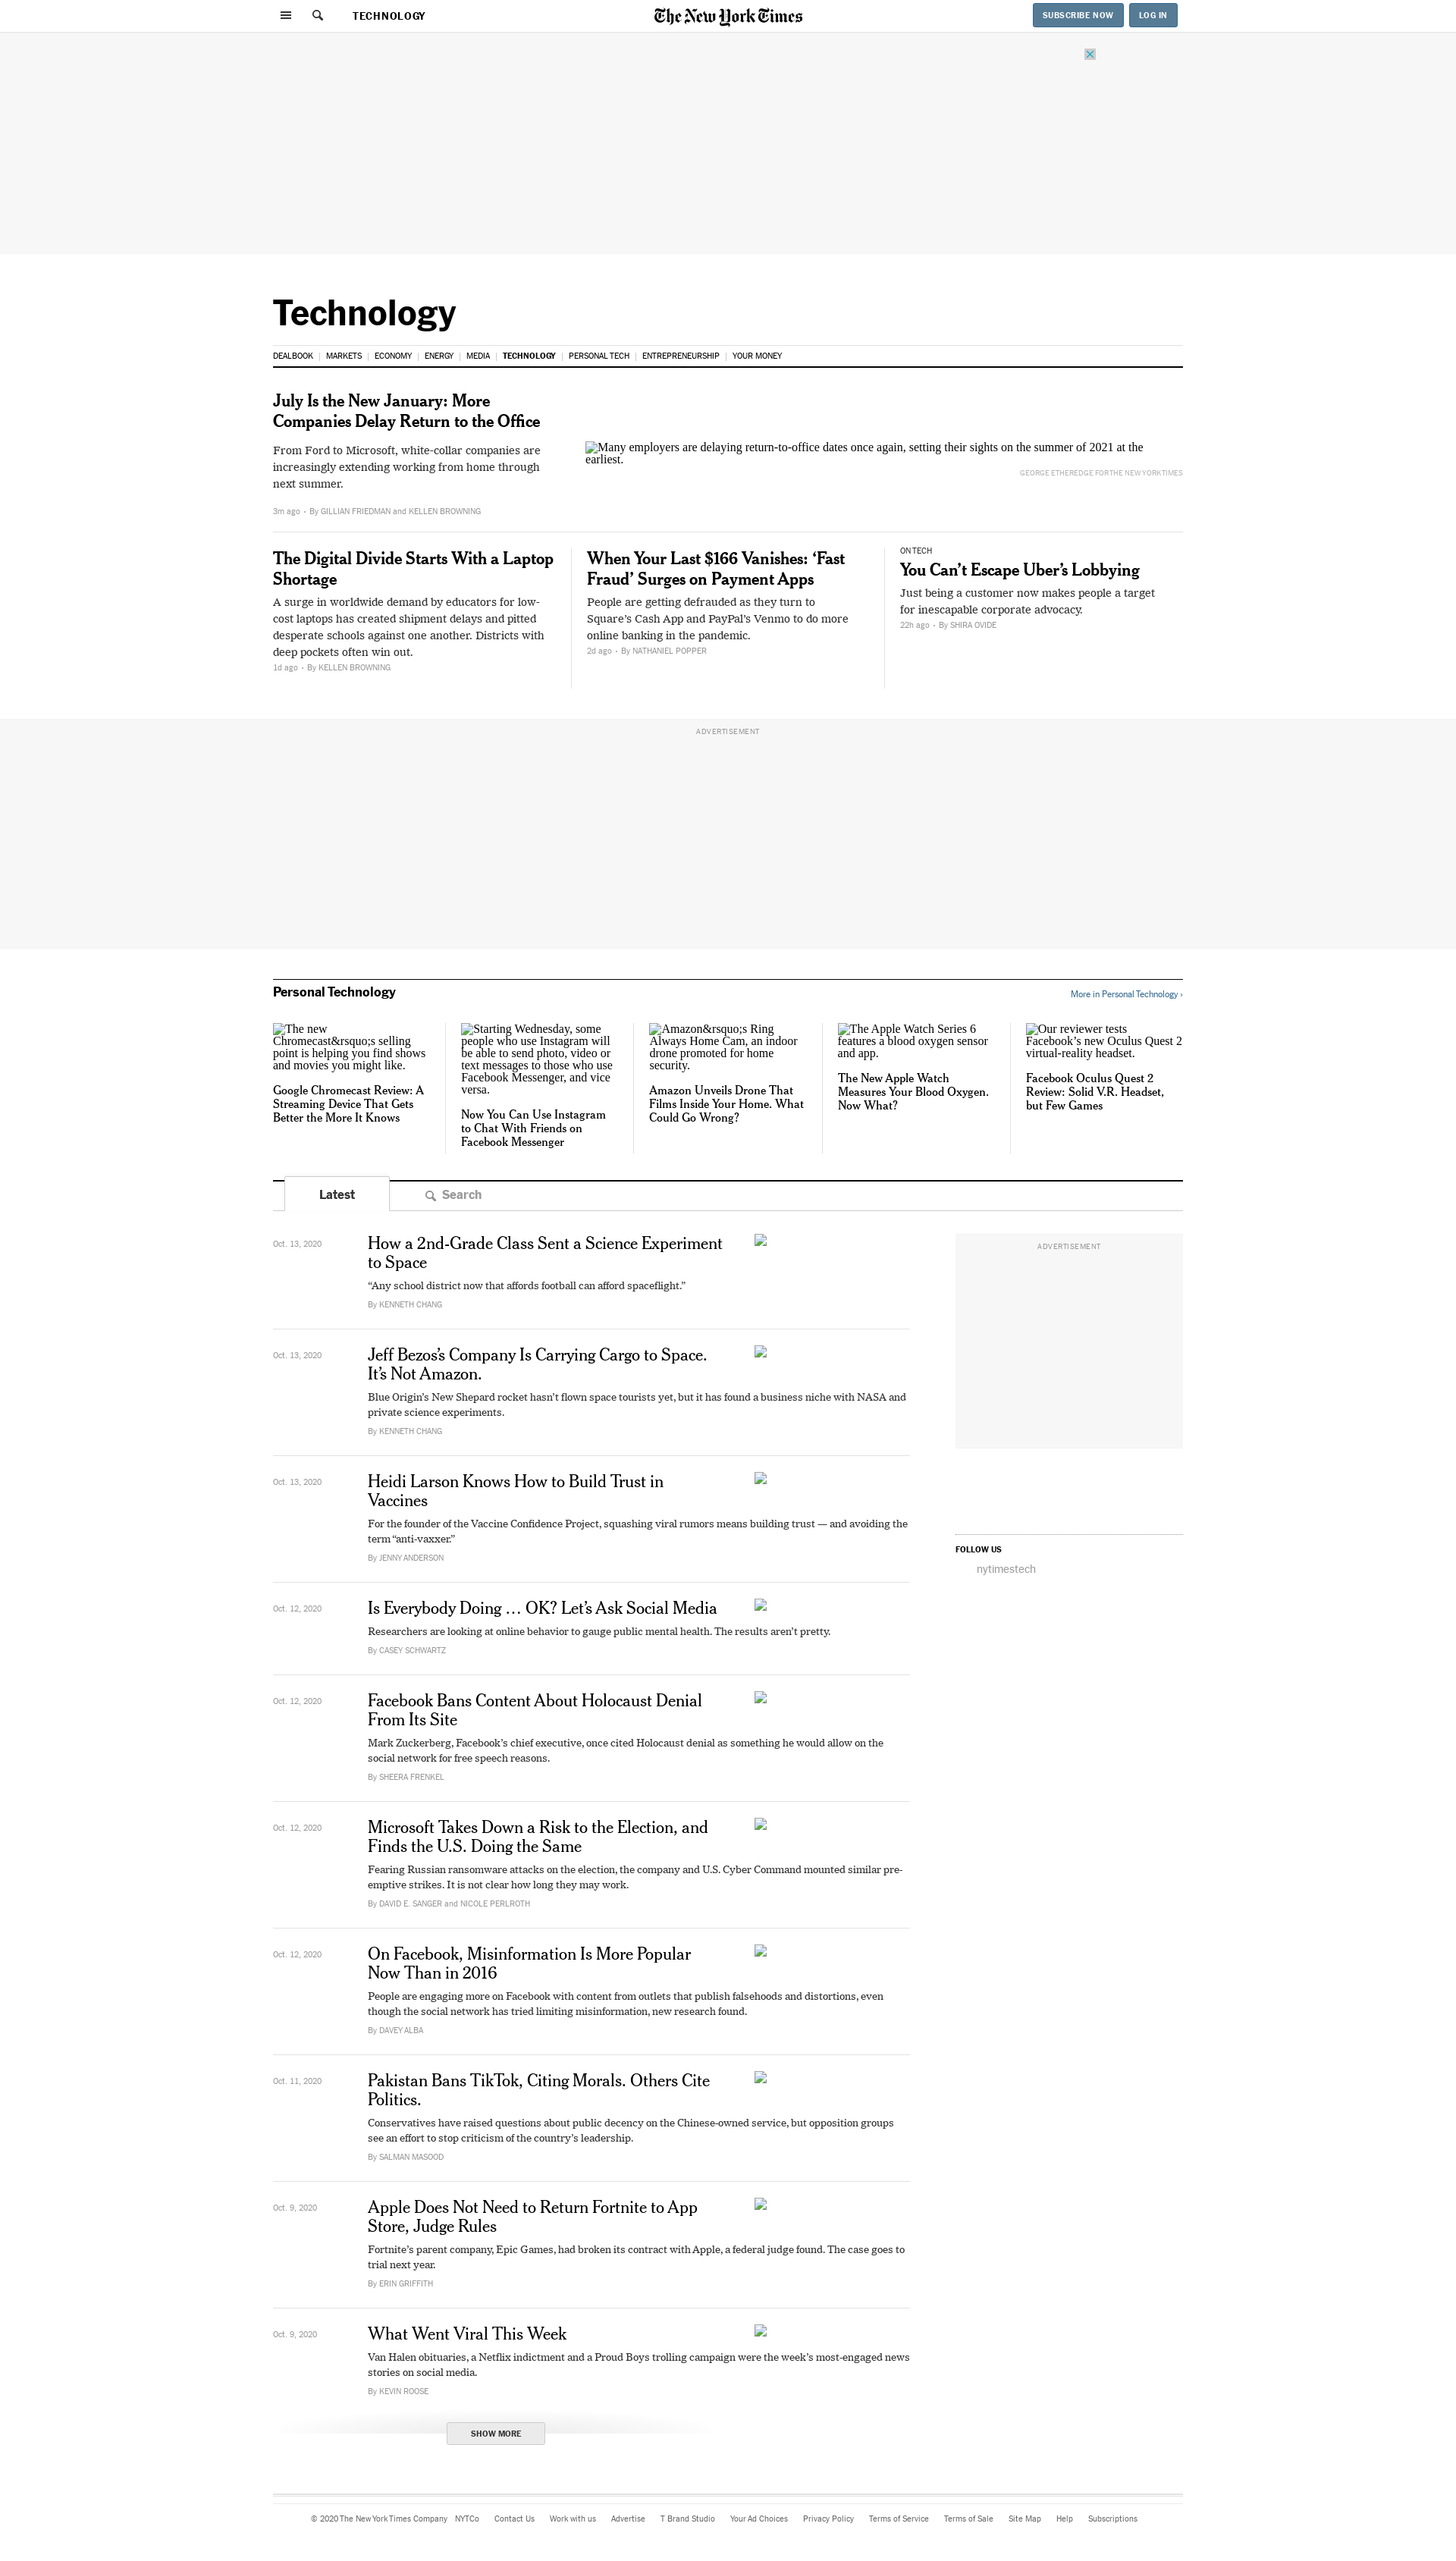 TECHNOLOGY
The New York Times
SUBSCRIBE NOW
LOG IN
Technology
DEALBOOK
MARKETS
ECONOMY
ENERGY
MEDIA
TECHNOLOGY
PERSONAL TECH
ENTREPRENEURSHIP
YOUR MONEY
July Is the New January: More
Companies Delay Return to the Office
From Ford to Microsoft, white-collar companies are
increasingly extending working from home through
next summer.
3m ago • By GILLIAN FRIEDMAN and KELLEN BROWNING
Many employers are delaying return-to-office dates once again, setting their sights on the summer of 2021 at the
earliest.
GEORGE ETHEREDGE FOR THE NEW YORK TIMES
The Digital Divide Starts With a Laptop
Shortage
A surge in worldwide demand by educators for low-
cost laptops has created shipment delays and pitted
desperate schools against one another. Districts with
deep pockets often win out.
1d ago • By KELLEN BROWNING
When Your Last $166 Vanishes: ‘Fast
Fraud’ Surges on Payment Apps
People are getting defrauded as they turn to
Square’s Cash App and PayPal’s Venmo to do more
online banking in the pandemic.
2d ago • By NATHANIEL POPPER
ON TECH
You Can’t Escape Uber’s Lobbying
Just being a customer now makes people a target
for inescapable corporate advocacy.
22h ago • By SHIRA OVIDE
ADVERTISEMENT
Personal Technology
More in Personal Technology ›
The new
Chromecast&rsquo;s selling
point is helping you find shows
and movies you might like.
Google Chromecast Review: A
Streaming Device That Gets
Better the More It Knows
Starting Wednesday, some
people who use Instagram will
be able to send photo, video or
text messages to those who use
Facebook Messenger, and vice
versa.
Now You Can Use Instagram
to Chat With Friends on
Facebook Messenger
Amazon&rsquo;s Ring
Always Home Cam, an indoor
drone promoted for home
security.
Amazon Unveils Drone That
Films Inside Your Home. What
Could Go Wrong?
The Apple Watch Series 6
features a blood oxygen sensor
and app.
The New Apple Watch
Measures Your Blood Oxygen.
Now What?
Our reviewer tests
Facebook’s new Oculus Quest 2
virtual-reality headset.
Facebook Oculus Quest 2
Review: Solid V.R. Headset,
but Few Games
Latest
Search
Oct. 13, 2020
How a 2nd-Grade Class Sent a Science Experiment
to Space
“Any school district now that affords football can afford spaceflight.”
By KENNETH CHANG
Oct. 13, 2020
Jeff Bezos’s Company Is Carrying Cargo to Space.
It’s Not Amazon.
Blue Origin’s New Shepard rocket hasn’t flown space tourists yet, but it has found a business niche with NASA and
private science experiments.
By KENNETH CHANG
Oct. 13, 2020
Heidi Larson Knows How to Build Trust in
Vaccines
For the founder of the Vaccine Confidence Project, squashing viral rumors means building trust — and avoiding the
term “anti-vaxxer.”
By JENNY ANDERSON
Oct. 12, 2020
Is Everybody Doing … OK? Let’s Ask Social Media
Researchers are looking at online behavior to gauge public mental health. The results aren’t pretty.
By CASEY SCHWARTZ
Oct. 12, 2020
Facebook Bans Content About Holocaust Denial
From Its Site
Mark Zuckerberg, Facebook’s chief executive, once cited Holocaust denial as something he would allow on the
social network for free speech reasons.
By SHEERA FRENKEL
Oct. 12, 2020
Microsoft Takes Down a Risk to the Election, and
Finds the U.S. Doing the Same
Fearing Russian ransomware attacks on the election, the company and U.S. Cyber Command mounted similar pre-
emptive strikes. It is not clear how long they may work.
By DAVID E. SANGER and NICOLE PERLROTH
Oct. 12, 2020
On Facebook, Misinformation Is More Popular
Now Than in 2016
People are engaging more on Facebook with content from outlets that publish falsehoods and distortions, even
though the social network has tried limiting misinformation, new research found.
By DAVEY ALBA
Oct. 11, 2020
Pakistan Bans TikTok, Citing Morals. Others Cite
Politics.
Conservatives have raised questions about public decency on the Chinese-owned service, but opposition groups
see an effort to stop criticism of the country’s leadership.
By SALMAN MASOOD
Oct. 9, 2020
Apple Does Not Need to Return Fortnite to App
Store, Judge Rules
Fortnite’s parent company, Epic Games, had broken its contract with Apple, a federal judge found. The case goes to
trial next year.
By ERIN GRIFFITH
Oct. 9, 2020
What Went Viral This Week
Van Halen obituaries, a Netflix indictment and a Proud Boys trolling campaign were the week’s most-engaged news
stories on social media.
By KEVIN ROOSE
SHOW MORE
ADVERTISEMENT
FOLLOW US
nytimestech
© 2020 The New York Times Company
NYTCo
Contact Us
Work with us
Advertise
T Brand Studio
Your Ad Choices
Privacy Policy
Terms of Service
Terms of Sale
Site Map
Help
Subscriptions